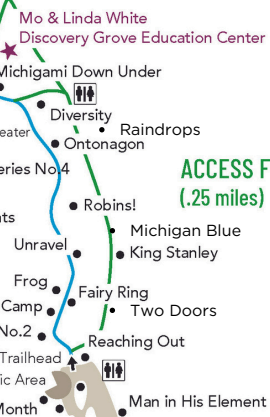 Mo & Linda White
Discovery Grove Education Center
Michigami Down Under
Diversity
Raindrops
eater
Ontonagon
eries No.4
ACCESS F
(.25 miles)
Robins!
nts
Michigan Blue
Unravel
King Stanley
Frog
Fairy Ring
Camp
Two Doors
No.2
Reaching Out
Trailhead
ic Area
Man in His Element
Month